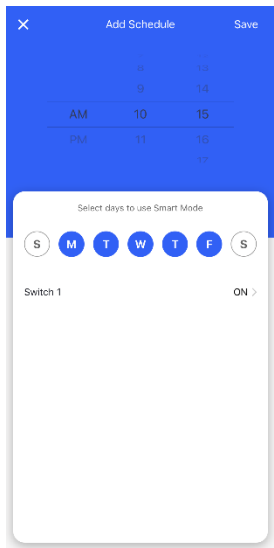 Add Schedule Save
8 13
9 14
AM 10 15
PM 11 16
17
Select days to use Smart Mode
S M T W T F S
Switch 1 ON